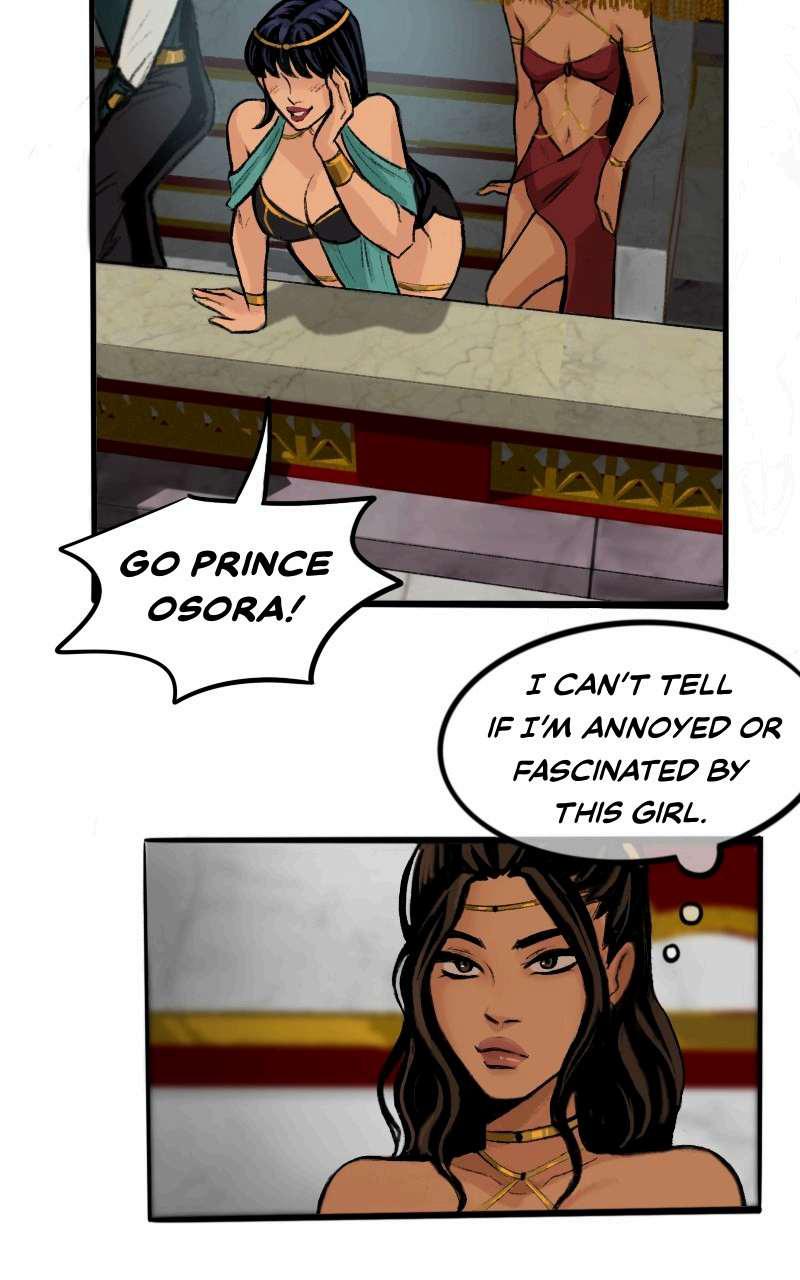 GO PRINCE
OSORA!
I CAN'T TELL
IF I'M ANNOYED OR
FASCINATED BY
THIS GIRL.